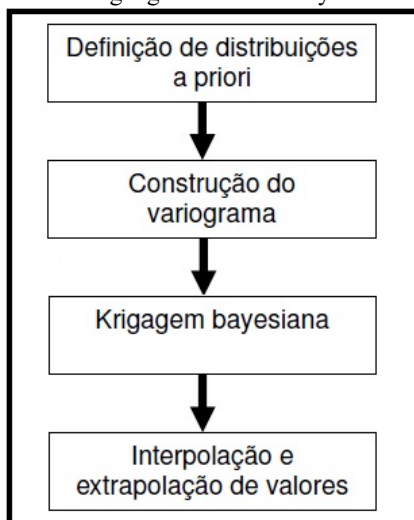 Definição de distribuições
a priori
Construção do
variograma
Krigagem bayesiana
Interpolação e
extrapolação de valores